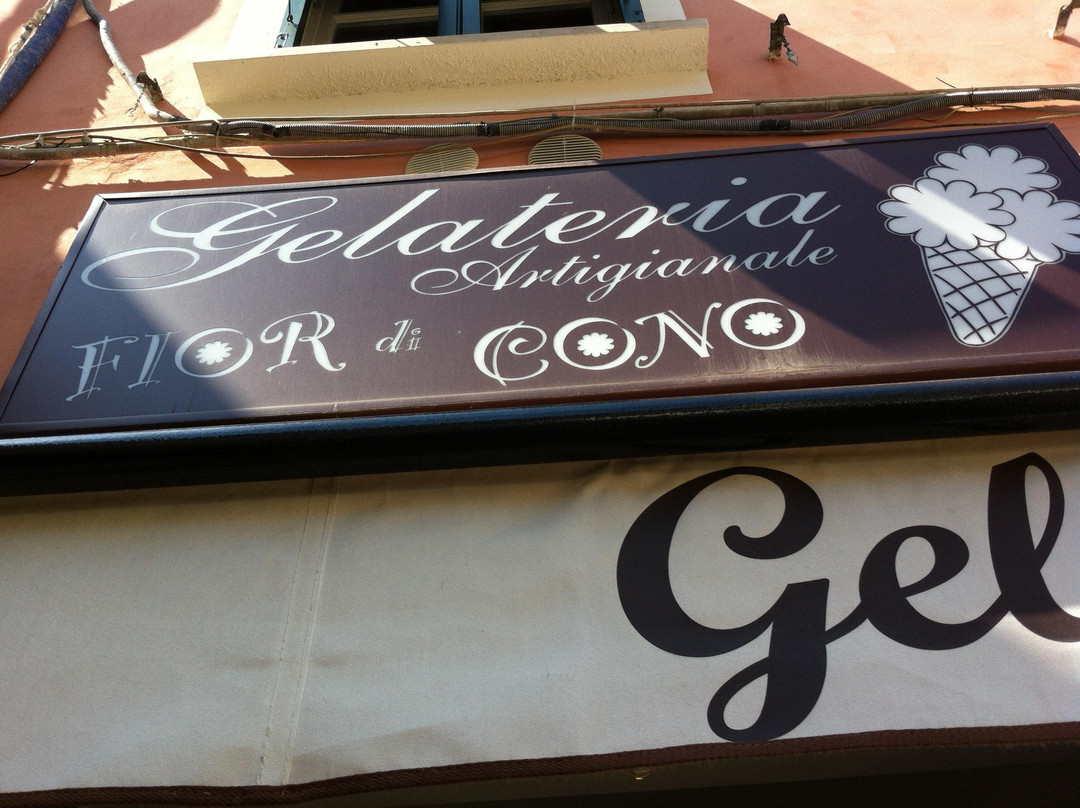 Gelateria
Artigianale
FIOR di CONO
Gel